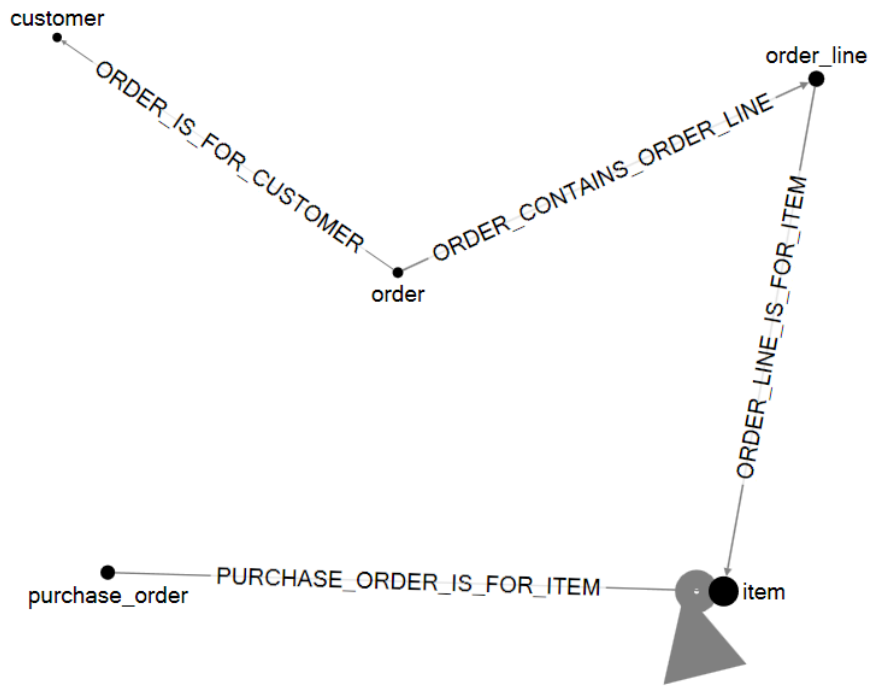 customer
order_line
ORDER_IS_FOR_CUSTOMER
ORDER_CONTAINS_ORDER_LINE
order
ORDER_LINE_IS_FOR_ITEM
PURCHASE_ORDER_IS_FOR_ITEM
purchase_order
item